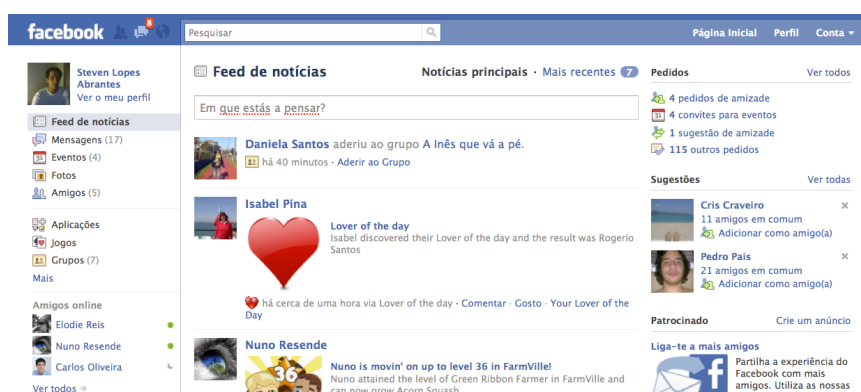 facebook
8
Pesquisar
Página Inicial Perfil Conta
Steven Lopes
Abrantes
Ver o meu perfil
Feed de notícias
Mensagens (17)
31 Eventos (4)
Fotos
Amigos (5)
Aplicações
Jogos
Grupos (7)
Mais
Amigos online
Elodie Reis
Nuno Resende
Carlos Oliveira
Ver todos
Feed de notícias
Notícias principais · Mais recentes 7
Em que estás a pensar?
Daniela Santos aderiu ao grupo A Inês que vá a pé.
há 40 minutos · Aderir ao Grupo
Isabel Pina
Lover of the day
Isabel discovered their Lover of the day and the result was Rogerio
Santos
há cerca de uma hora via Lover of the day · Comentar · Gosto · Your Lover of the
Day
Nuno Resende
36
Nuno is movin' on up to level 36 in FarmVille!
Nuno attained the level of Green Ribbon Farmer in FarmVille and
can now grow Acorn Squash
Pedidos Ver todos
4 pedidos de amizade
31 4 convites para eventos
1 sugestão de amizade
115 outros pedidos
Sugestões Ver todas
Cris Craveiro
11 amigos em comum
Adicionar como amigo(a)
Pedro Pais
21 amigos em comum
Adicionar como amigo(a)
Patrocinado Crie um anúncio
Liga-te a mais amigos
f
Partilha a experiência do
Facebook com mais
amigos. Utiliza as nossas